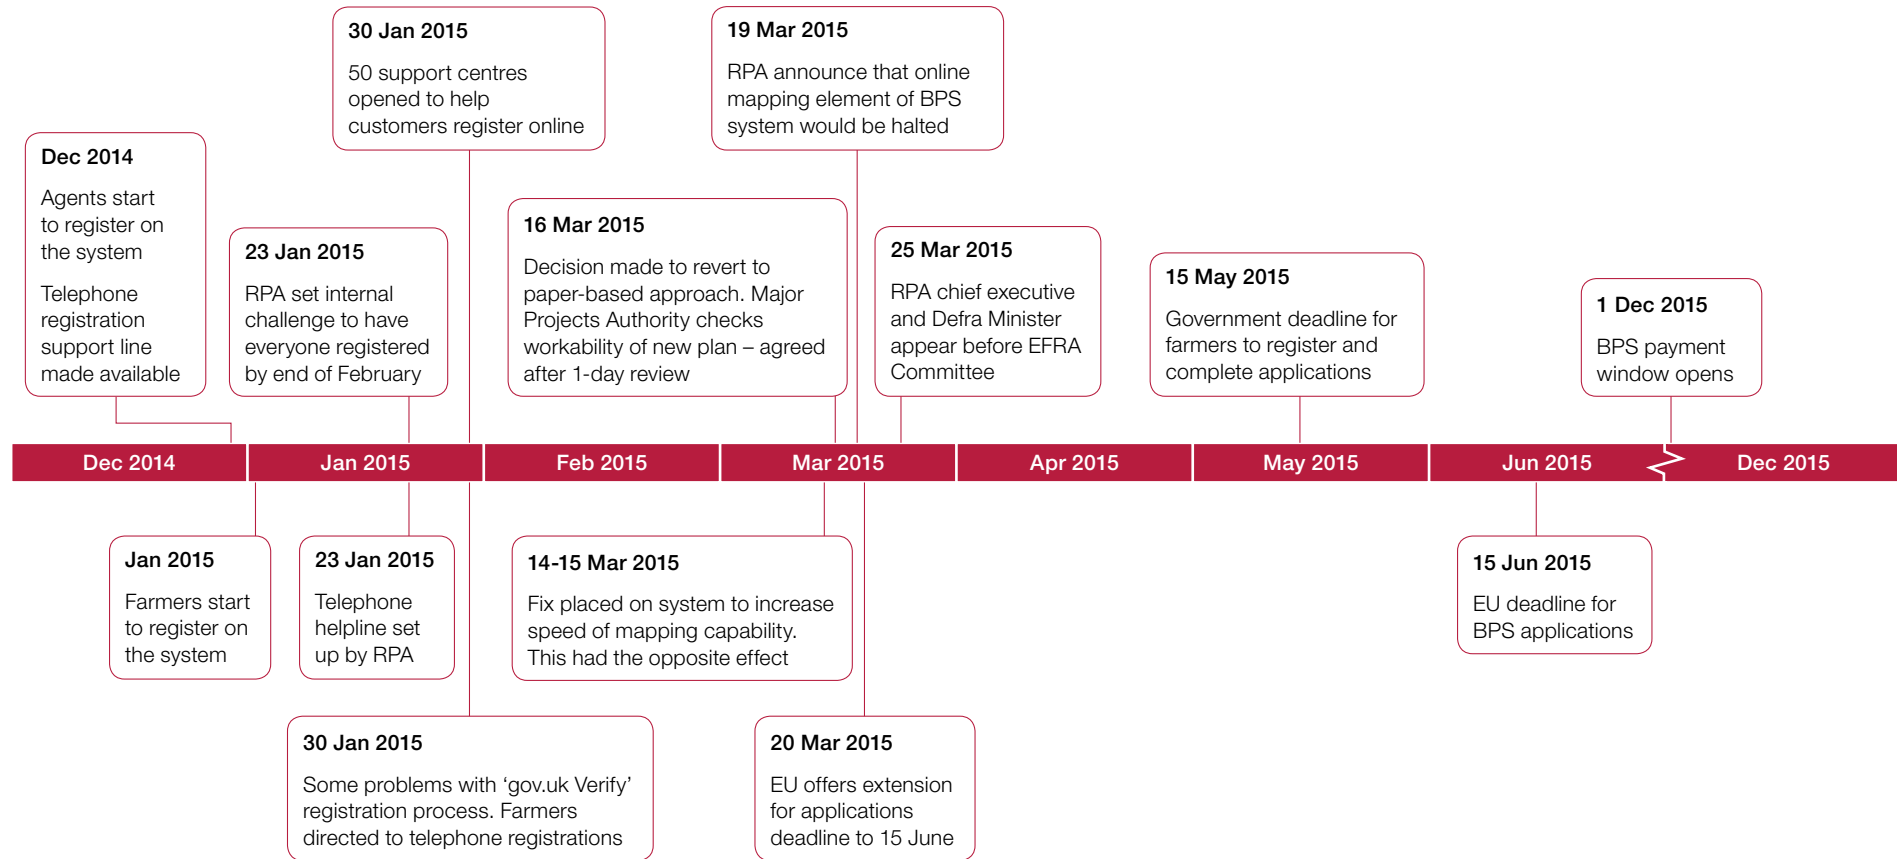 30 Jan 2015
50 support centres
opened to help
customers register online
19 Mar 2015
RPA announce that online
mapping element of BPS
system would be halted
Dec 2014
Agents start
to register on
the system
Telephone
registration
support line
made available
23 Jan 2015
RPA set internal
challenge to have
everyone registered
by end of February
16 Mar 2015
Decision made to revert to
paper-based approach. Major
Projects Authority checks
workability of new plan – agreed
after 1-day review
25 Mar 2015
RPA chief executive
and Defra Minister
appear before EFRA
Committee
15 May 2015
Government deadline for
farmers to register and
complete applications
1 Dec 2015
BPS payment
window opens
Dec 2014
Jan 2015
Feb 2015
Mar 2015
Apr 2015
May 2015
Jun 2015
Dec 2015
Jan 2015
Farmers start
to register on
the system
23 Jan 2015
Telephone
helpline set
up by RPA
14-15 Mar 2015
Fix placed on system to increase
speed of mapping capability.
This had the opposite effect
15 Jun 2015
EU deadline for
BPS applications
30 Jan 2015
Some problems with ‘gov.uk Verify’
registration process. Farmers
directed to telephone registrations
20 Mar 2015
EU offers extension
for applications
deadline to 15 June